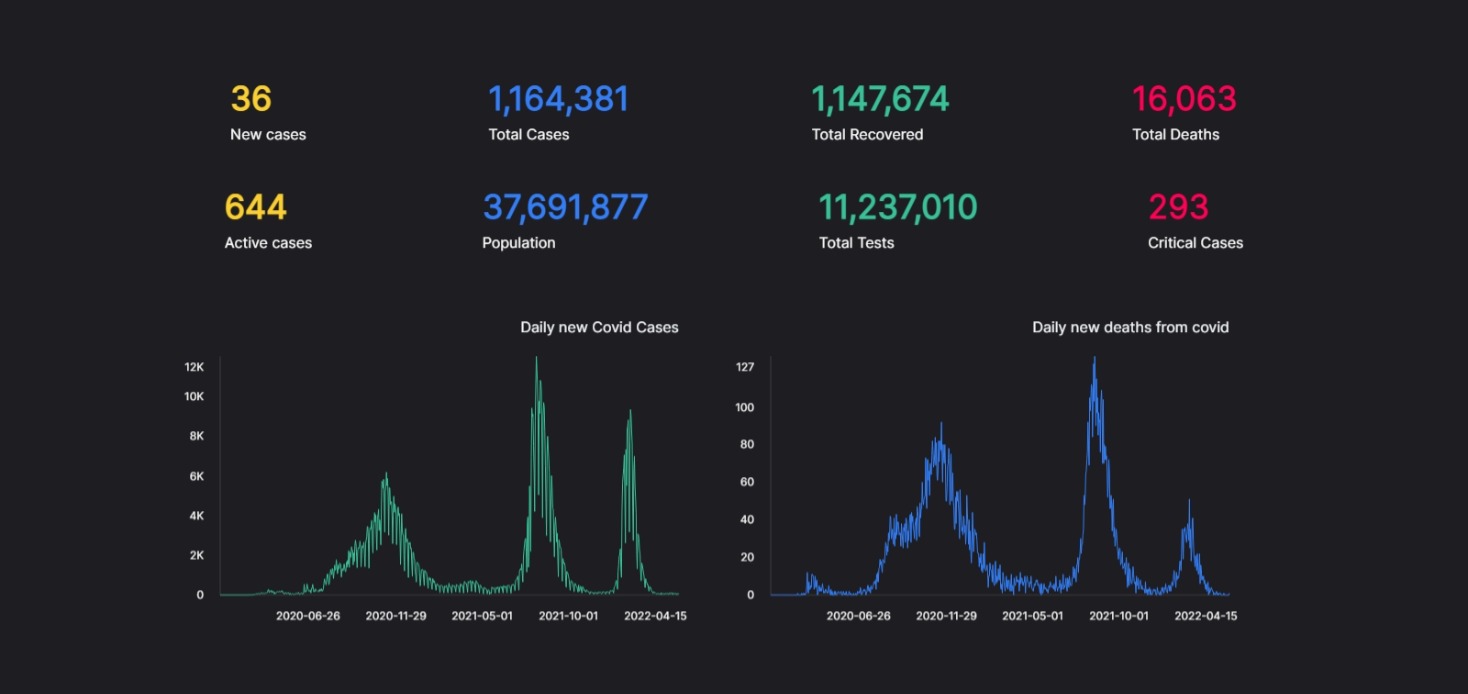 36
New cases
1,164,381
Total Cases
1,147,674
Total Recovered
16,063
Total Deaths
644
Active cases
37,691,877
Population
11,237,010
Total Tests
293
Critical Cases
Daily new Covid Cases
12K
10K
8K
6K
4K
2K
0
2020-06-26
2020-11-29
2021-05-01
2021-10-01
2022-04-15
Daily new deaths from covid
127
100
80
60
40
20
0
2020-06-26
2020-11-29
2021-05-01
2021-10-01
2022-04-15